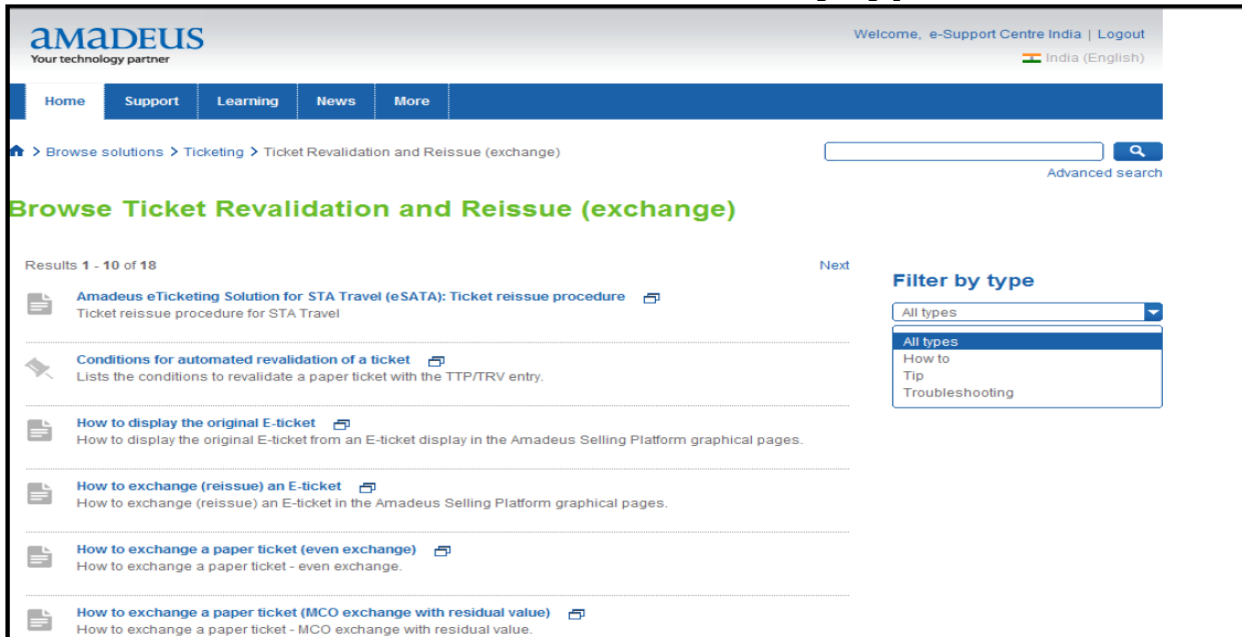 amadeus
Your technology partner
Welcome, e-Support Centre India | Logout
India (English)
Home Support Learning News More
> Browse solutions > Ticketing > Ticket Revalidation and Reissue (exchange)
Advanced search
Browse Ticket Revalidation and Reissue (exchange)
Results 1 - 10 of 18 Next
Filter by type
All types
All types
How to
Tip
Troubleshooting
Amadeus eTicketing Solution for STA Travel (eSATA): Ticket reissue procedure
Ticket reissue procedure for STA Travel
Conditions for automated revalidation of a ticket
Lists the conditions to revalidate a paper ticket with the TTP/TRV entry.
How to display the original E-ticket
How to display the original E-ticket from an E-ticket display in the Amadeus Selling Platform graphical pages.
How to exchange (reissue) an E-ticket
How to exchange (reissue) an E-ticket in the Amadeus Selling Platform graphical pages.
How to exchange a paper ticket (even exchange)
How to exchange a paper ticket - even exchange.
How to exchange a paper ticket (MCO exchange with residual value)
How to exchange a paper ticket - MCO exchange with residual value.